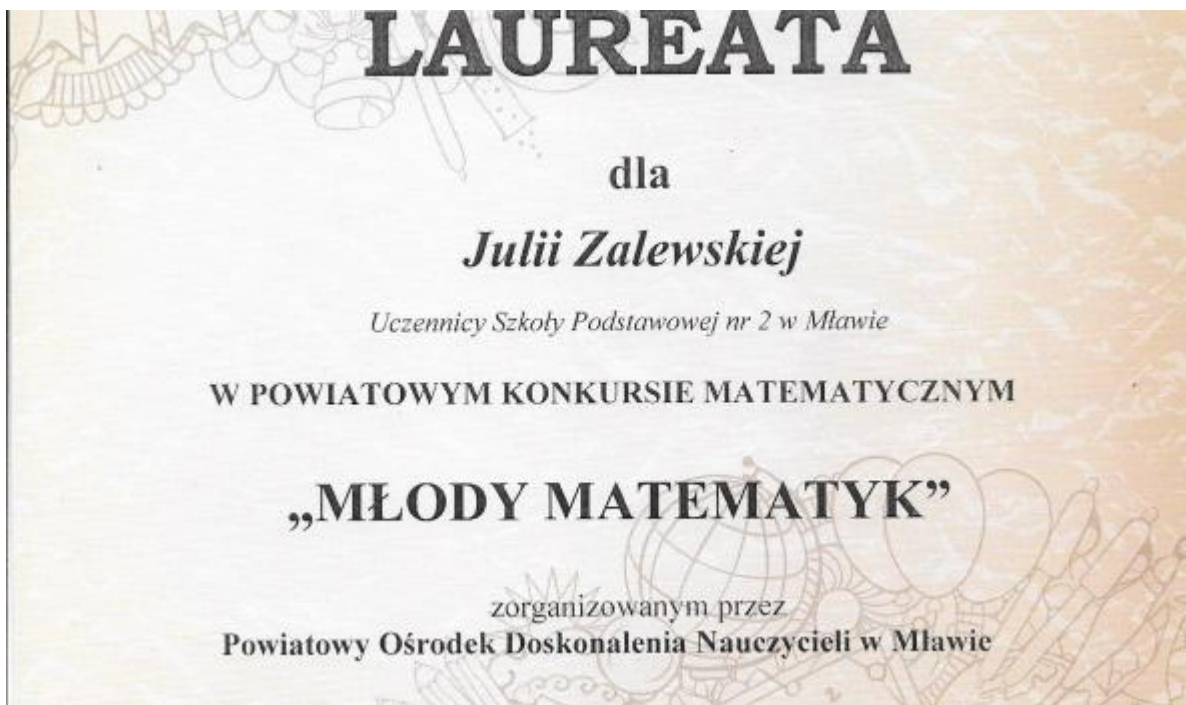 LAUREATA
dla
Julii Zalewskiej
Uczennicy Szkoły Podstawowej nr 2 w Mławie
W POWIATOWYM KONKURSIE MATEMATYCZNYM
„MŁODY MATEMATYK”
zorganizowanym przez
Powiatowy Ośrodek Doskonalenia Nauczycieli w Mławie